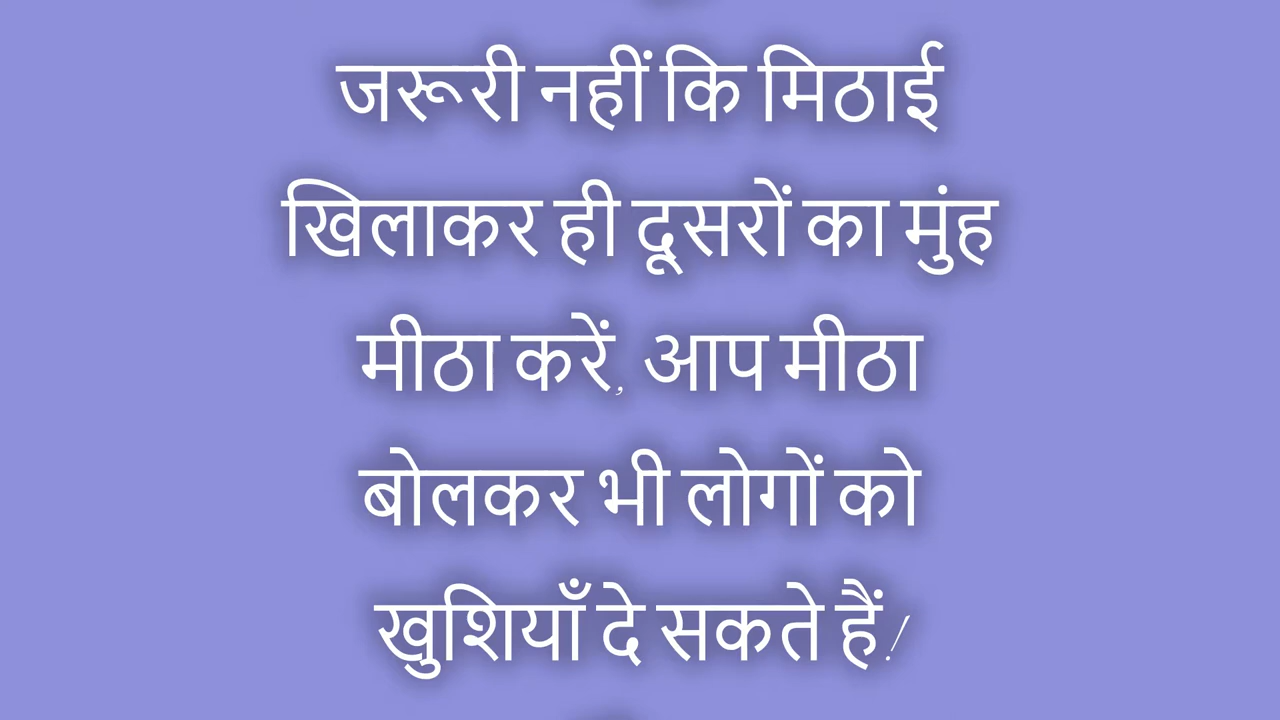 जरूरी नहीं कि मिठाई
खिलाकर ही दूसरों का मुंह
मीठा करें, आप मीठा
बोलकर भी लोगों को
खुशियाँ दे सकते हैं!